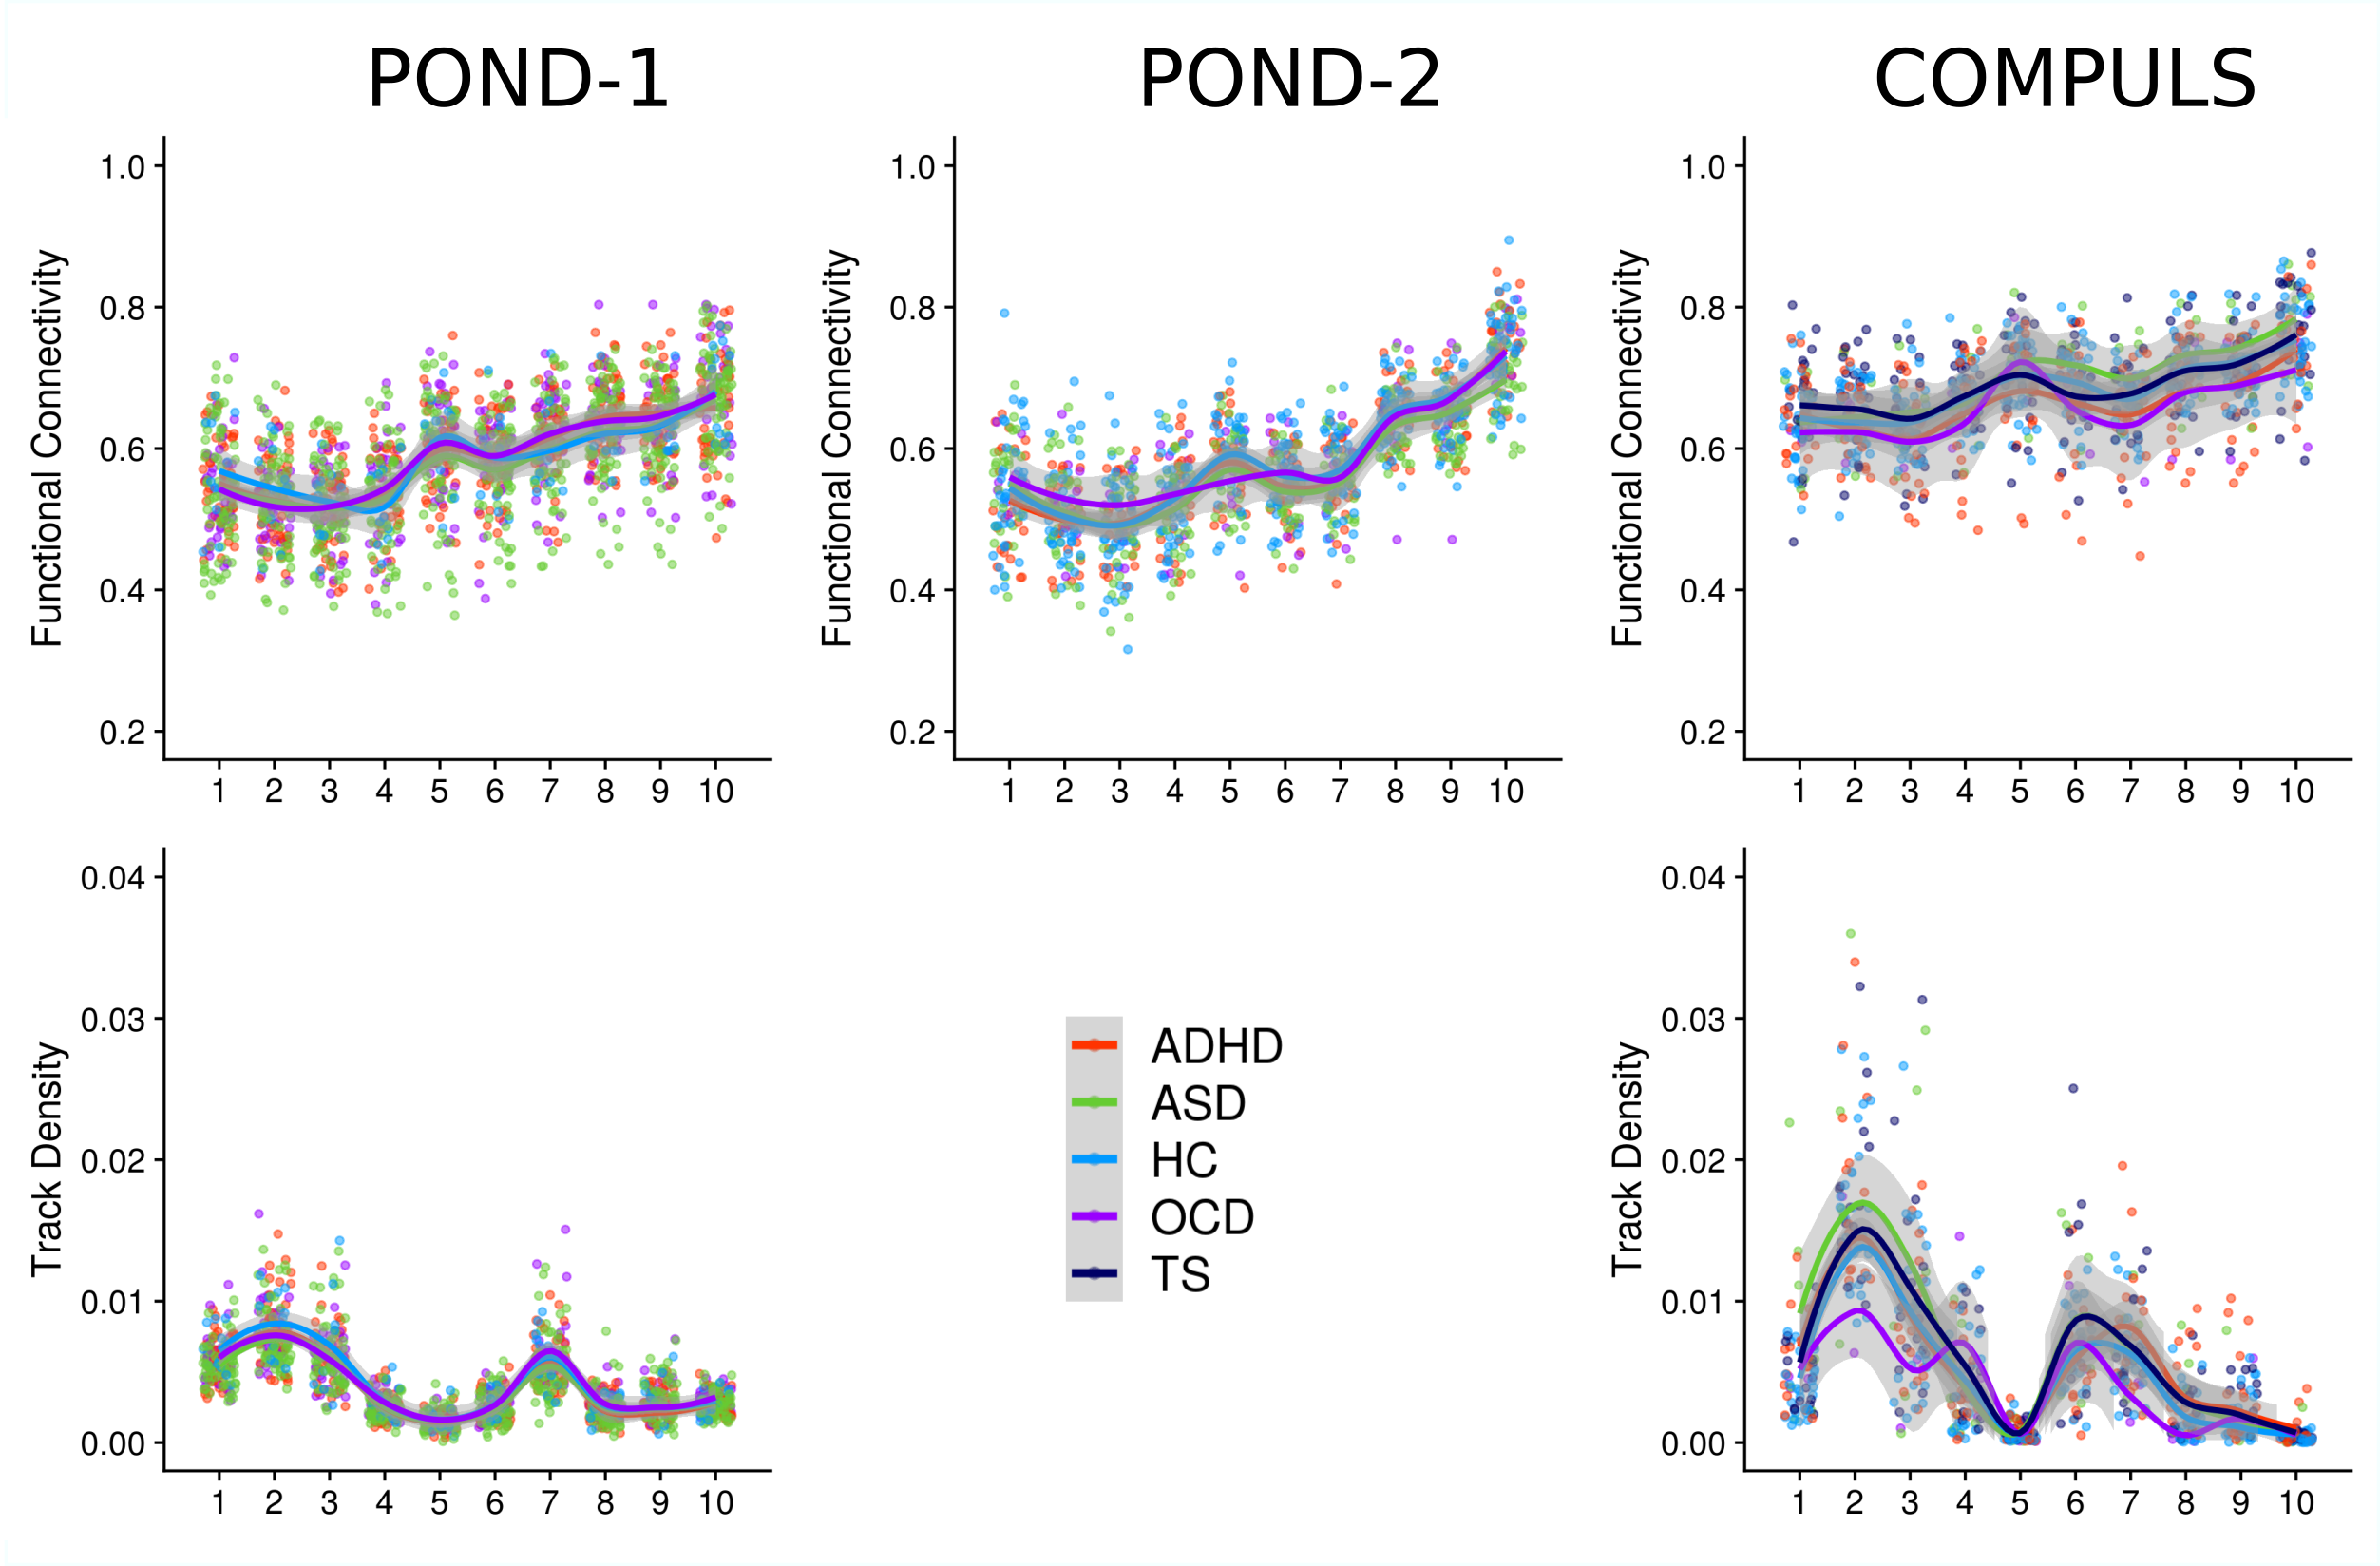 POND-1
POND-2
COMPULS
Functional Connectivity
1.0
0.8
0.6
0.4
0.2
1 2 3 4 5 6 7 8 9 10
Functional Connectivity
1.0
0.8
0.6
0.4
0.2
1 2 3 4 5 6 7 8 9 10
Functional Connectivity
1.0
0.8
0.6
0.4
0.2
1 2 3 4 5 6 7 8 9 10
Track Density
0.04
0.03
0.02
0.01
0.00
1 2 3 4 5 6 7 8 9 10
ADHD
ASD
HC
OCD
TS
Track Density
0.04
0.03
0.02
0.01
0.00
1 2 3 4 5 6 7 8 9 10